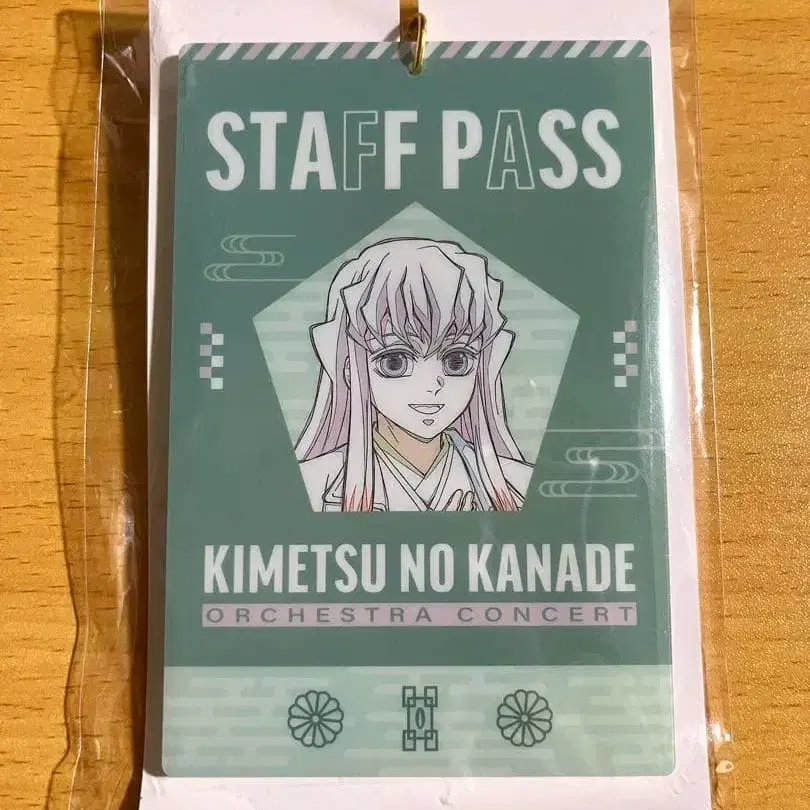 STAFF PASS
KIMETSU NO KANADE
ORCHESTRA CONCERT